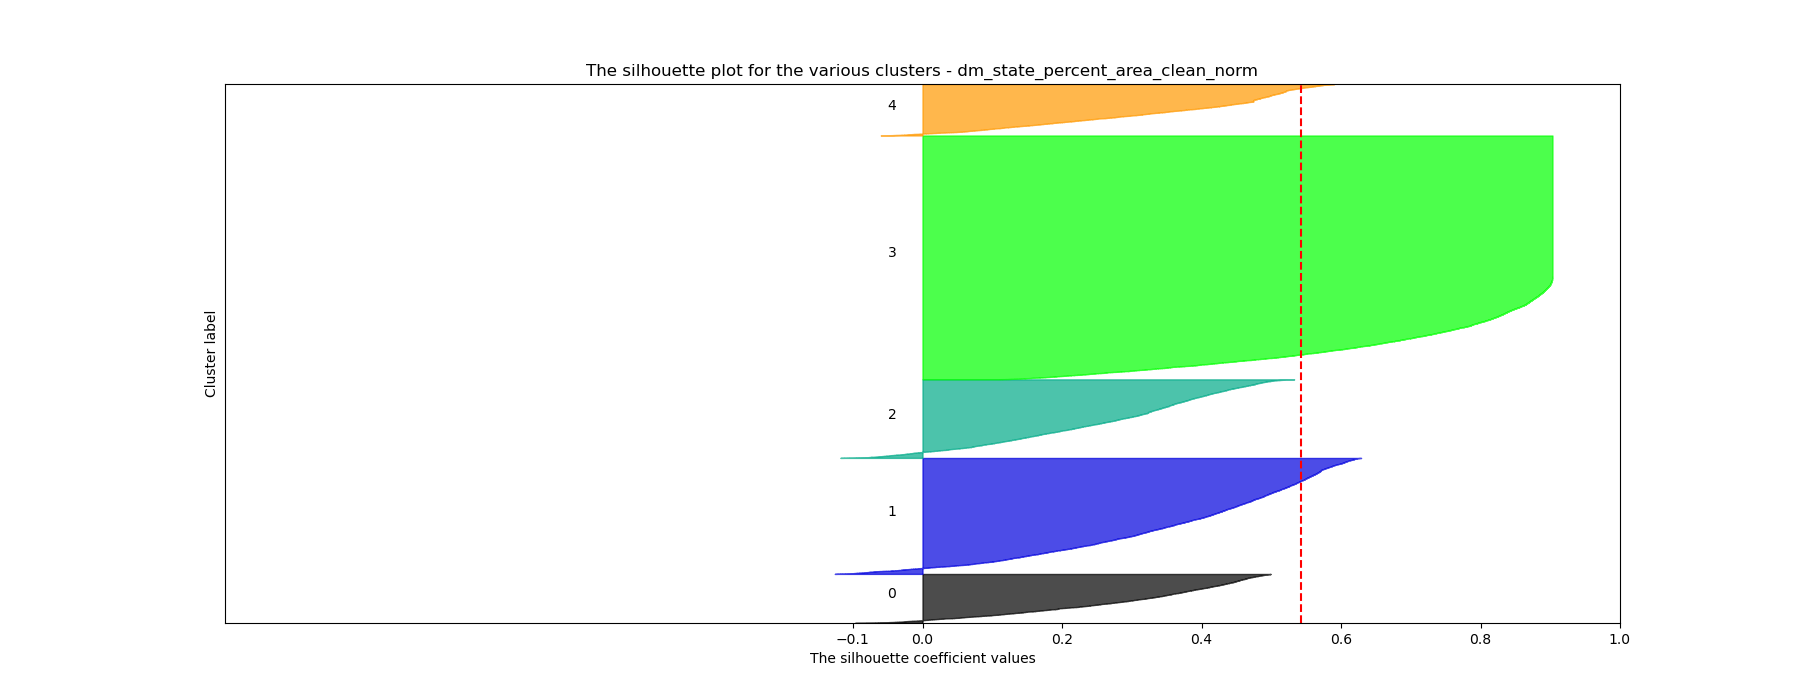 The silhouette plot for the various clusters - dm_state_percent_area_clean_norm
4
3
2
1
0
Cluster label
−0.1 0.0 0.2 0.4 0.6 0.8 1.0
The silhouette coefficient values